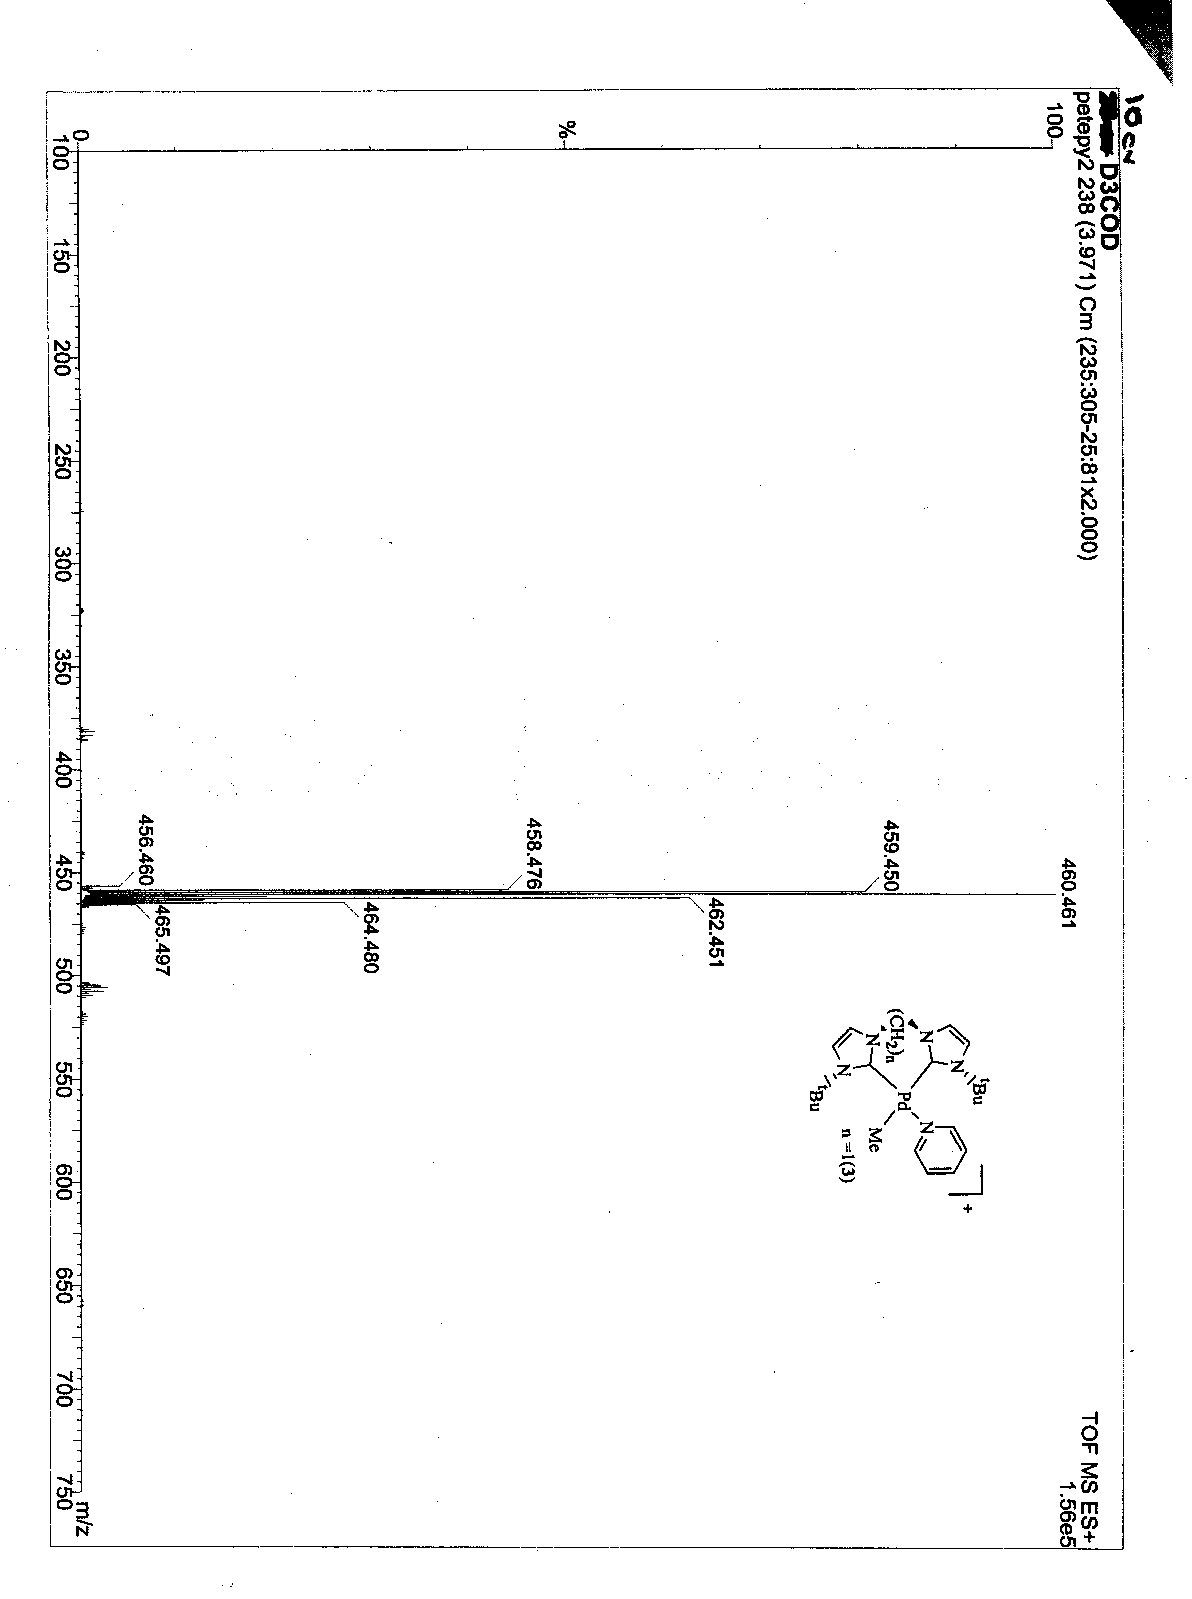 10 ev
D3COD
petepy2 238 (3.971) Cm (235:305-25:81x2.000)
TOF MS ES+
1.56e5
100
%
0
460.461
459.450
458.476
456.460
462.451
464.480
465.497
N
N
tBu
(CH2)n
N
N
tBu
Pd
N
Me
n =1(3)
+
100 150 200 250 300 350 400 450 500 550 600 650 700 750
m/z